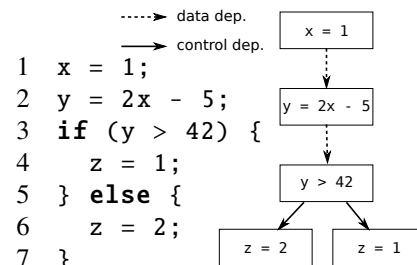 data dep.
control dep.
1 x = 1;
2 y = 2x - 5;
3 if (y > 42) {
4 z = 1;
5 } else {
6 z = 2;
7 }
x = 1
y = 2x - 5
y > 42
z = 2
z = 1